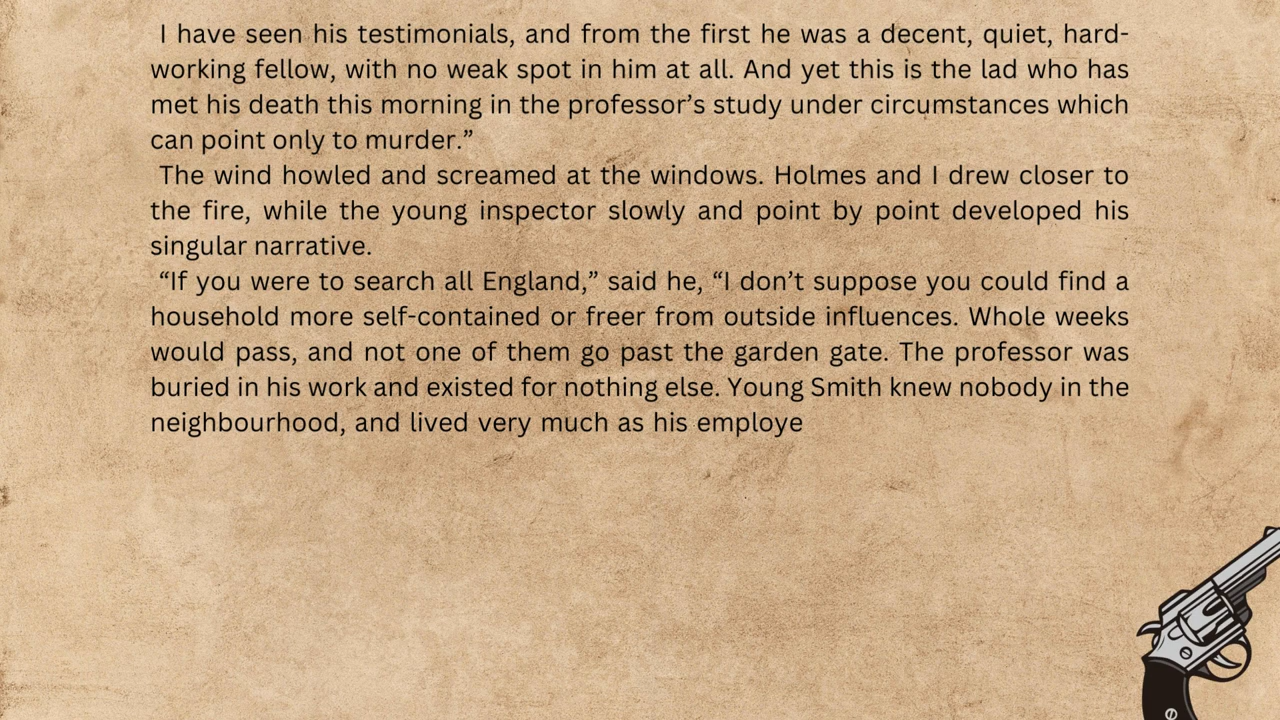 I have seen his testimonials, and from the first he was a decent, quiet, hard-
working fellow, with no weak spot in him at all. And yet this is the lad who has
met his death this morning in the professor’s study under circumstances which
can point only to murder.”
The wind howled and screamed at the windows. Holmes and I drew closer to
the fire, while the young inspector slowly and point by point developed his
singular narrative.
“If you were to search all England,” said he, “I don’t suppose you could find a
household more self-contained or freer from outside influences. Whole weeks
would pass, and not one of them go past the garden gate. The professor was
buried in his work and existed for nothing else. Young Smith knew nobody in the
neighbourhood, and lived very much as his employe